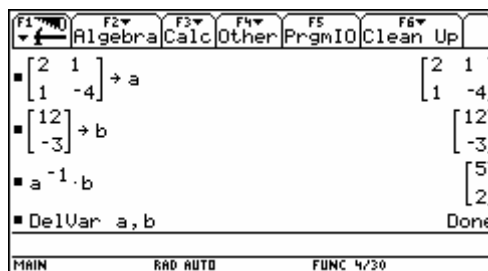 F1 F2 Algebra F3 Calc F4 Other F5 PrgmIO F6 Clean Up
[2 1] [2 1
[1 -4] → a [1 -4
[12] [12
[-3] → b [-3
a⁻¹·b [5
[2
DelVar a,b Done
MAIN RAD AUTO FUNC 4/30